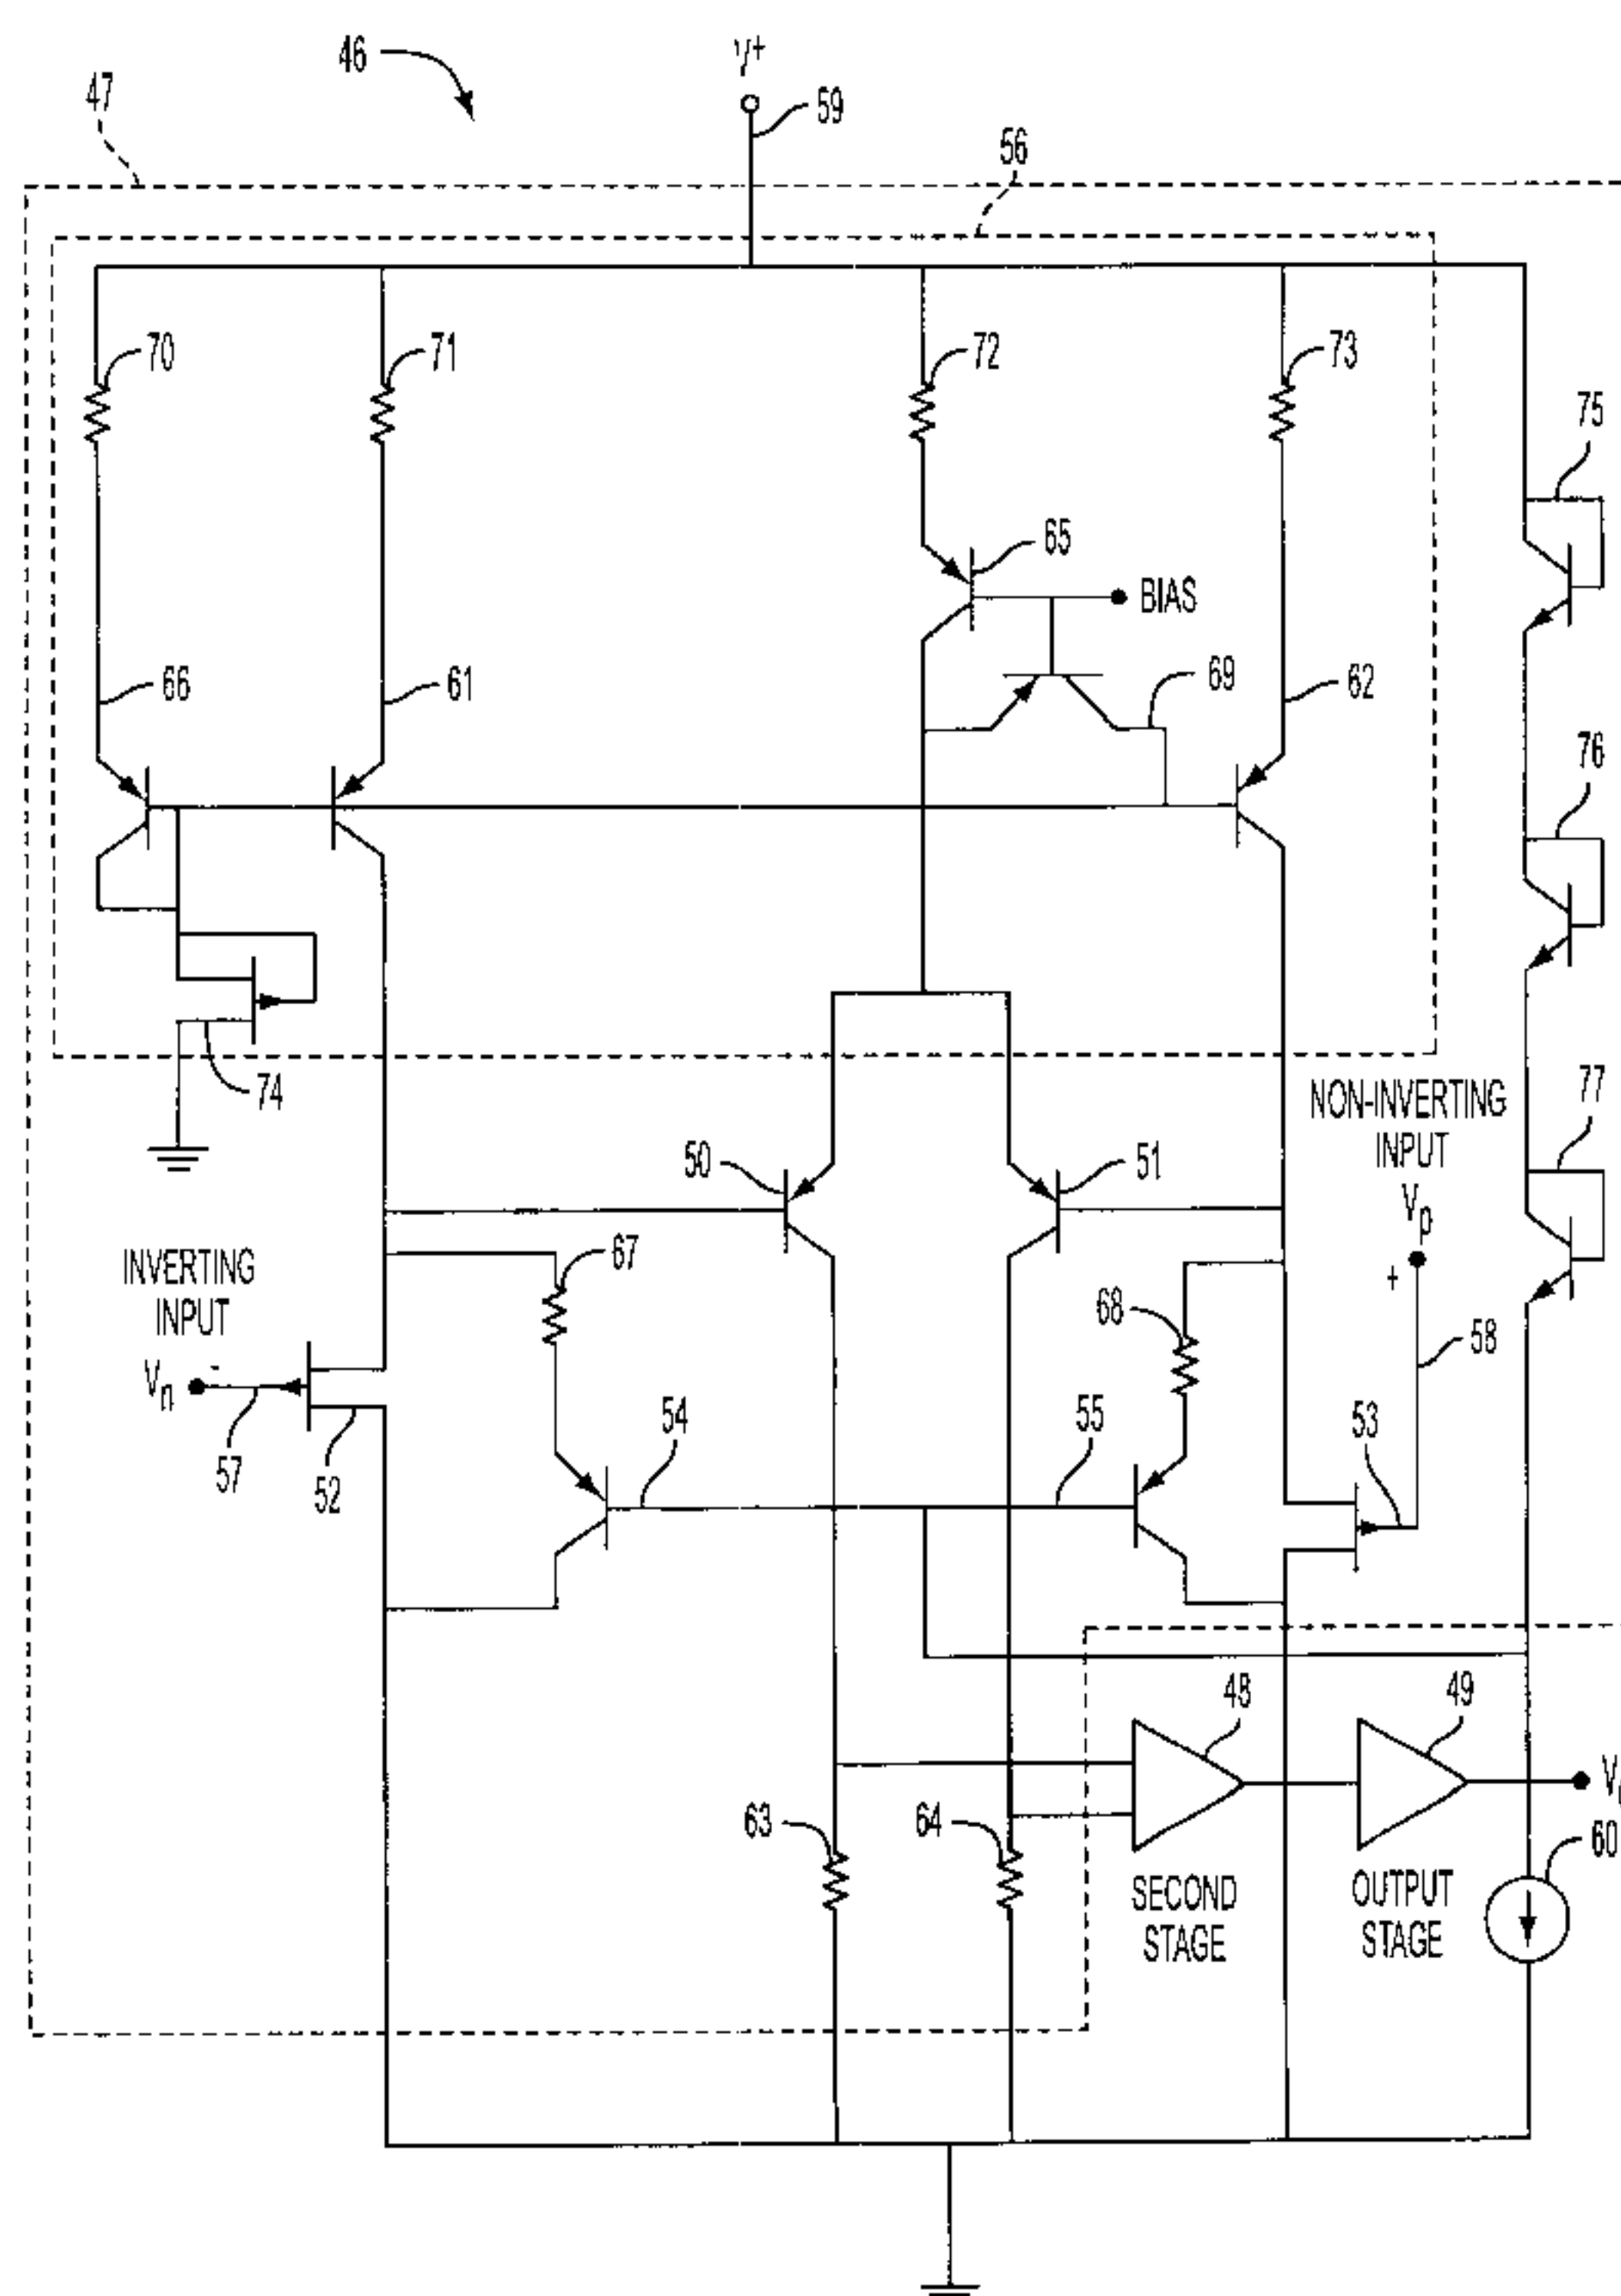 46
V+
59
47
56
70
71
72
73
75
65
BIAS
66
61
69
62
76
74
NON-INVERTING
INPUT
Vp
+
77
50
51
INVERTING
INPUT
Vn
-
67
68
58
57
52
54
55
53
48
49
63
64
60
SECOND
STAGE
OUTPUT
STAGE